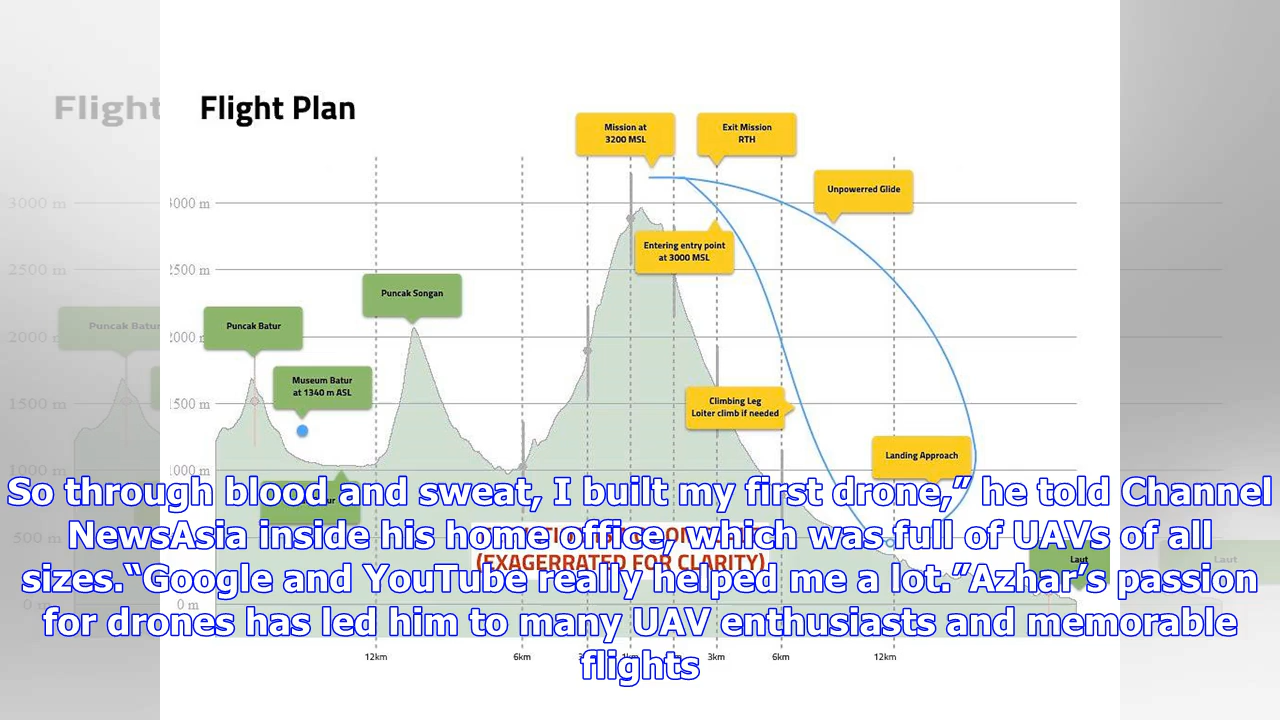 Flight Plan
Mission at
3200 MSL
Exit Mission
RTH
Unpowerred Glide
Entering entry point
at 3000 MSL
Puncak Songan
Puncak Batur
Museum Batur
at 1340 m ASL
Climbing Leg
Loiter climb if needed
Landing Approach
3000 m
2500 m
2000 m
1500 m
1000 m
500 m
0 m
Laut
(EXAGERRATED FOR CLARITY)
12km
6km
3km
6km
12km
So through blood and sweat, I built my first drone,” he told Channel
NewsAsia inside his home office, which was full of UAVs of all
sizes.“Google and YouTube really helped me a lot.”Azhar’s passion
for drones has led him to many UAV enthusiasts and memorable
flights